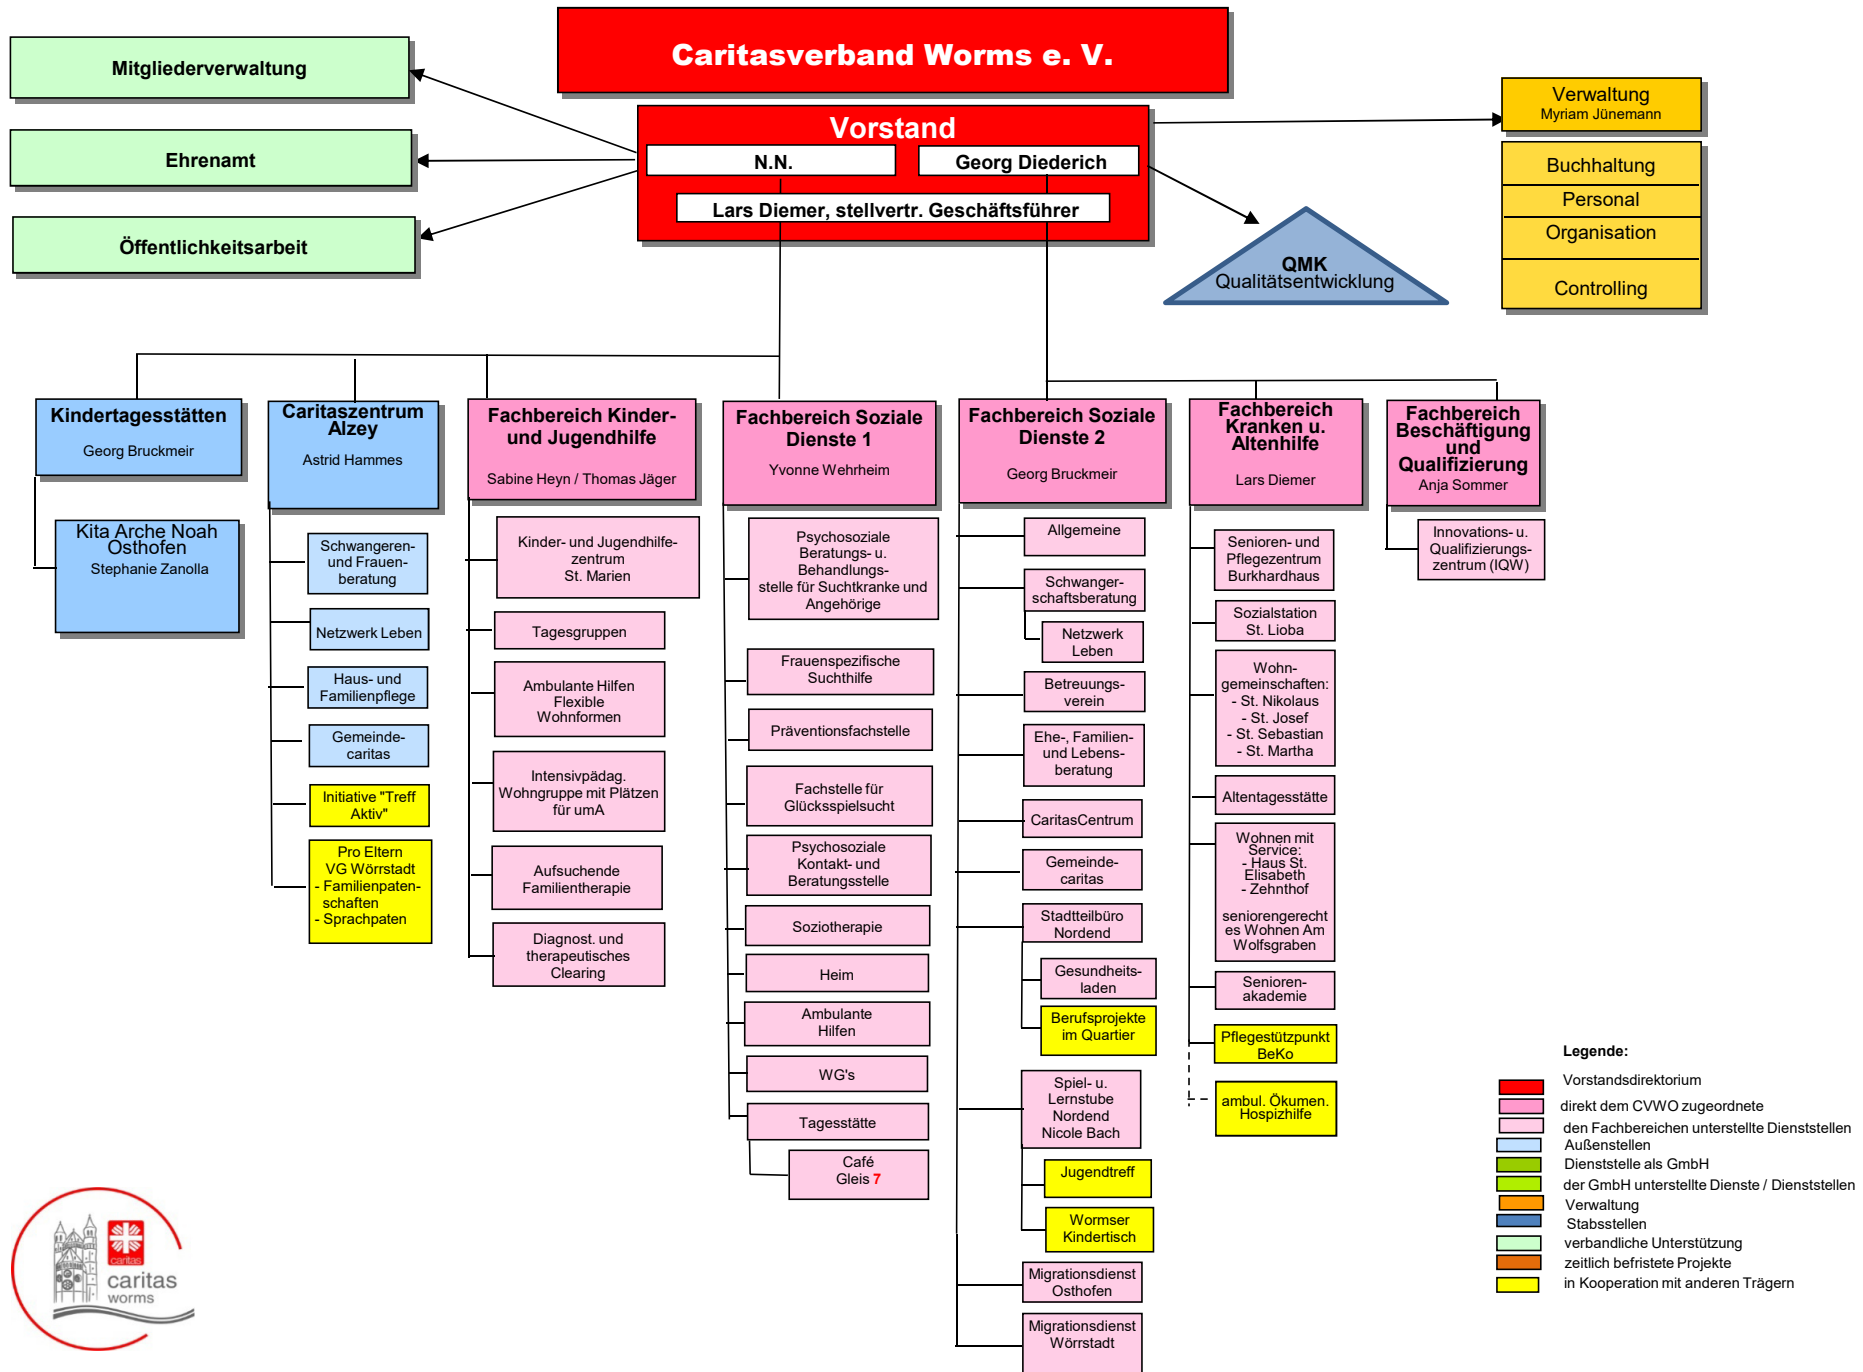 Caritasverband Worms e. V.
Mitgliederverwaltung
Ehrenamt
Öffentlichkeitsarbeit
Vorstand
N.N.
Georg Diederich
Lars Diemer, stellvertr. Geschäftsführer
QMK
Qualitätsentwicklung
Verwaltung
Myriam Jünemann
Buchhaltung
Personal
Organisation
Controlling
Kindertagesstätten
Georg Bruckmeir
Kita Arche Noah
Osthofen
Stephanie Zanolla
Caritaszentrum
Alzey
Astrid Hammes
Schwangeren-
und Frauen-
beratung
Netzwerk Leben
Haus- und
Familienpflege
Gemeinde-
caritas
Initiative "Treff
Aktiv"
Pro Eltern
VG Wörrstadt
- Familienpaten-
schaften
- Sprachpaten
Fachbereich Kinder-
und Jugendhilfe
Sabine Heyn / Thomas Jäger
Kinder- und Jugendhilfe-
zentrum
St. Marien
Tagesgruppen
Ambulante Hilfen
Flexible
Wohnformen
Intensivpädag.
Wohngruppe mit Plätzen
für umA
Aufsuchende
Familientherapie
Diagnost. und
therapeutisches
Clearing
Fachbereich Soziale
Dienste 1
Yvonne Wehrheim
Psychosoziale
Beratungs- u.
Behandlungs-
stelle für Suchtkranke und
Angehörige
Frauenspezifische
Suchthilfe
Präventionsfachstelle
Fachstelle für
Glücksspielsucht
Psychosoziale
Kontakt- und
Beratungsstelle
Soziotherapie
Heim
Ambulante
Hilfen
WG's
Tagesstätte
Café
Gleis 7
Fachbereich Soziale
Dienste 2
Georg Bruckmeir
Allgemeine
Schwanger-
schaftsberatung
Netzwerk
Leben
Betreuungs-
verein
Ehe-, Familien-
und Lebens-
beratung
CaritasCentrum
Gemeinde-
caritas
Stadtteilbüro
Nordend
Gesundheits-
laden
Berufsprojekte
im Quartier
Spiel- u.
Lernstube
Nordend
Nicole Bach
Jugendtreff
Wormser
Kindertisch
Migrationsdienst
Osthofen
Migrationsdienst
Wörrstadt
Fachbereich
Kranken u.
Altenhilfe
Lars Diemer
Senioren- und
Pflegezentrum
Burkhardhaus
Sozialstation
St. Lioba
Wohn-
gemeinschaften:
- St. Nikolaus
- St. Josef
- St. Sebastian
- St. Martha
Altentagesstätte
Wohnen mit
Service:
- Haus St.
Elisabeth
- Zehnthof
seniorengerecht
es Wohnen Am
Wolfsgraben
Senioren-
akademie
Pflegestützpunkt
BeKo
ambul. Ökumen.
Hospizhilfe
Fachbereich
Beschäftigung
und
Qualifizierung
Anja Sommer
Innovations- u.
Qualifizierungs-
zentrum (IQW)
Legende:
Vorstandsdirektorium
direkt dem CVWO zugeordnete
den Fachbereichen unterstellte Dienststellen
Außenstellen
Dienststelle als GmbH
der GmbH unterstellte Dienste / Dienststellen
Verwaltung
Stabsstellen
verbandliche Unterstützung
zeitlich befristete Projekte
in Kooperation mit anderen Trägern
caritas
caritas
worms